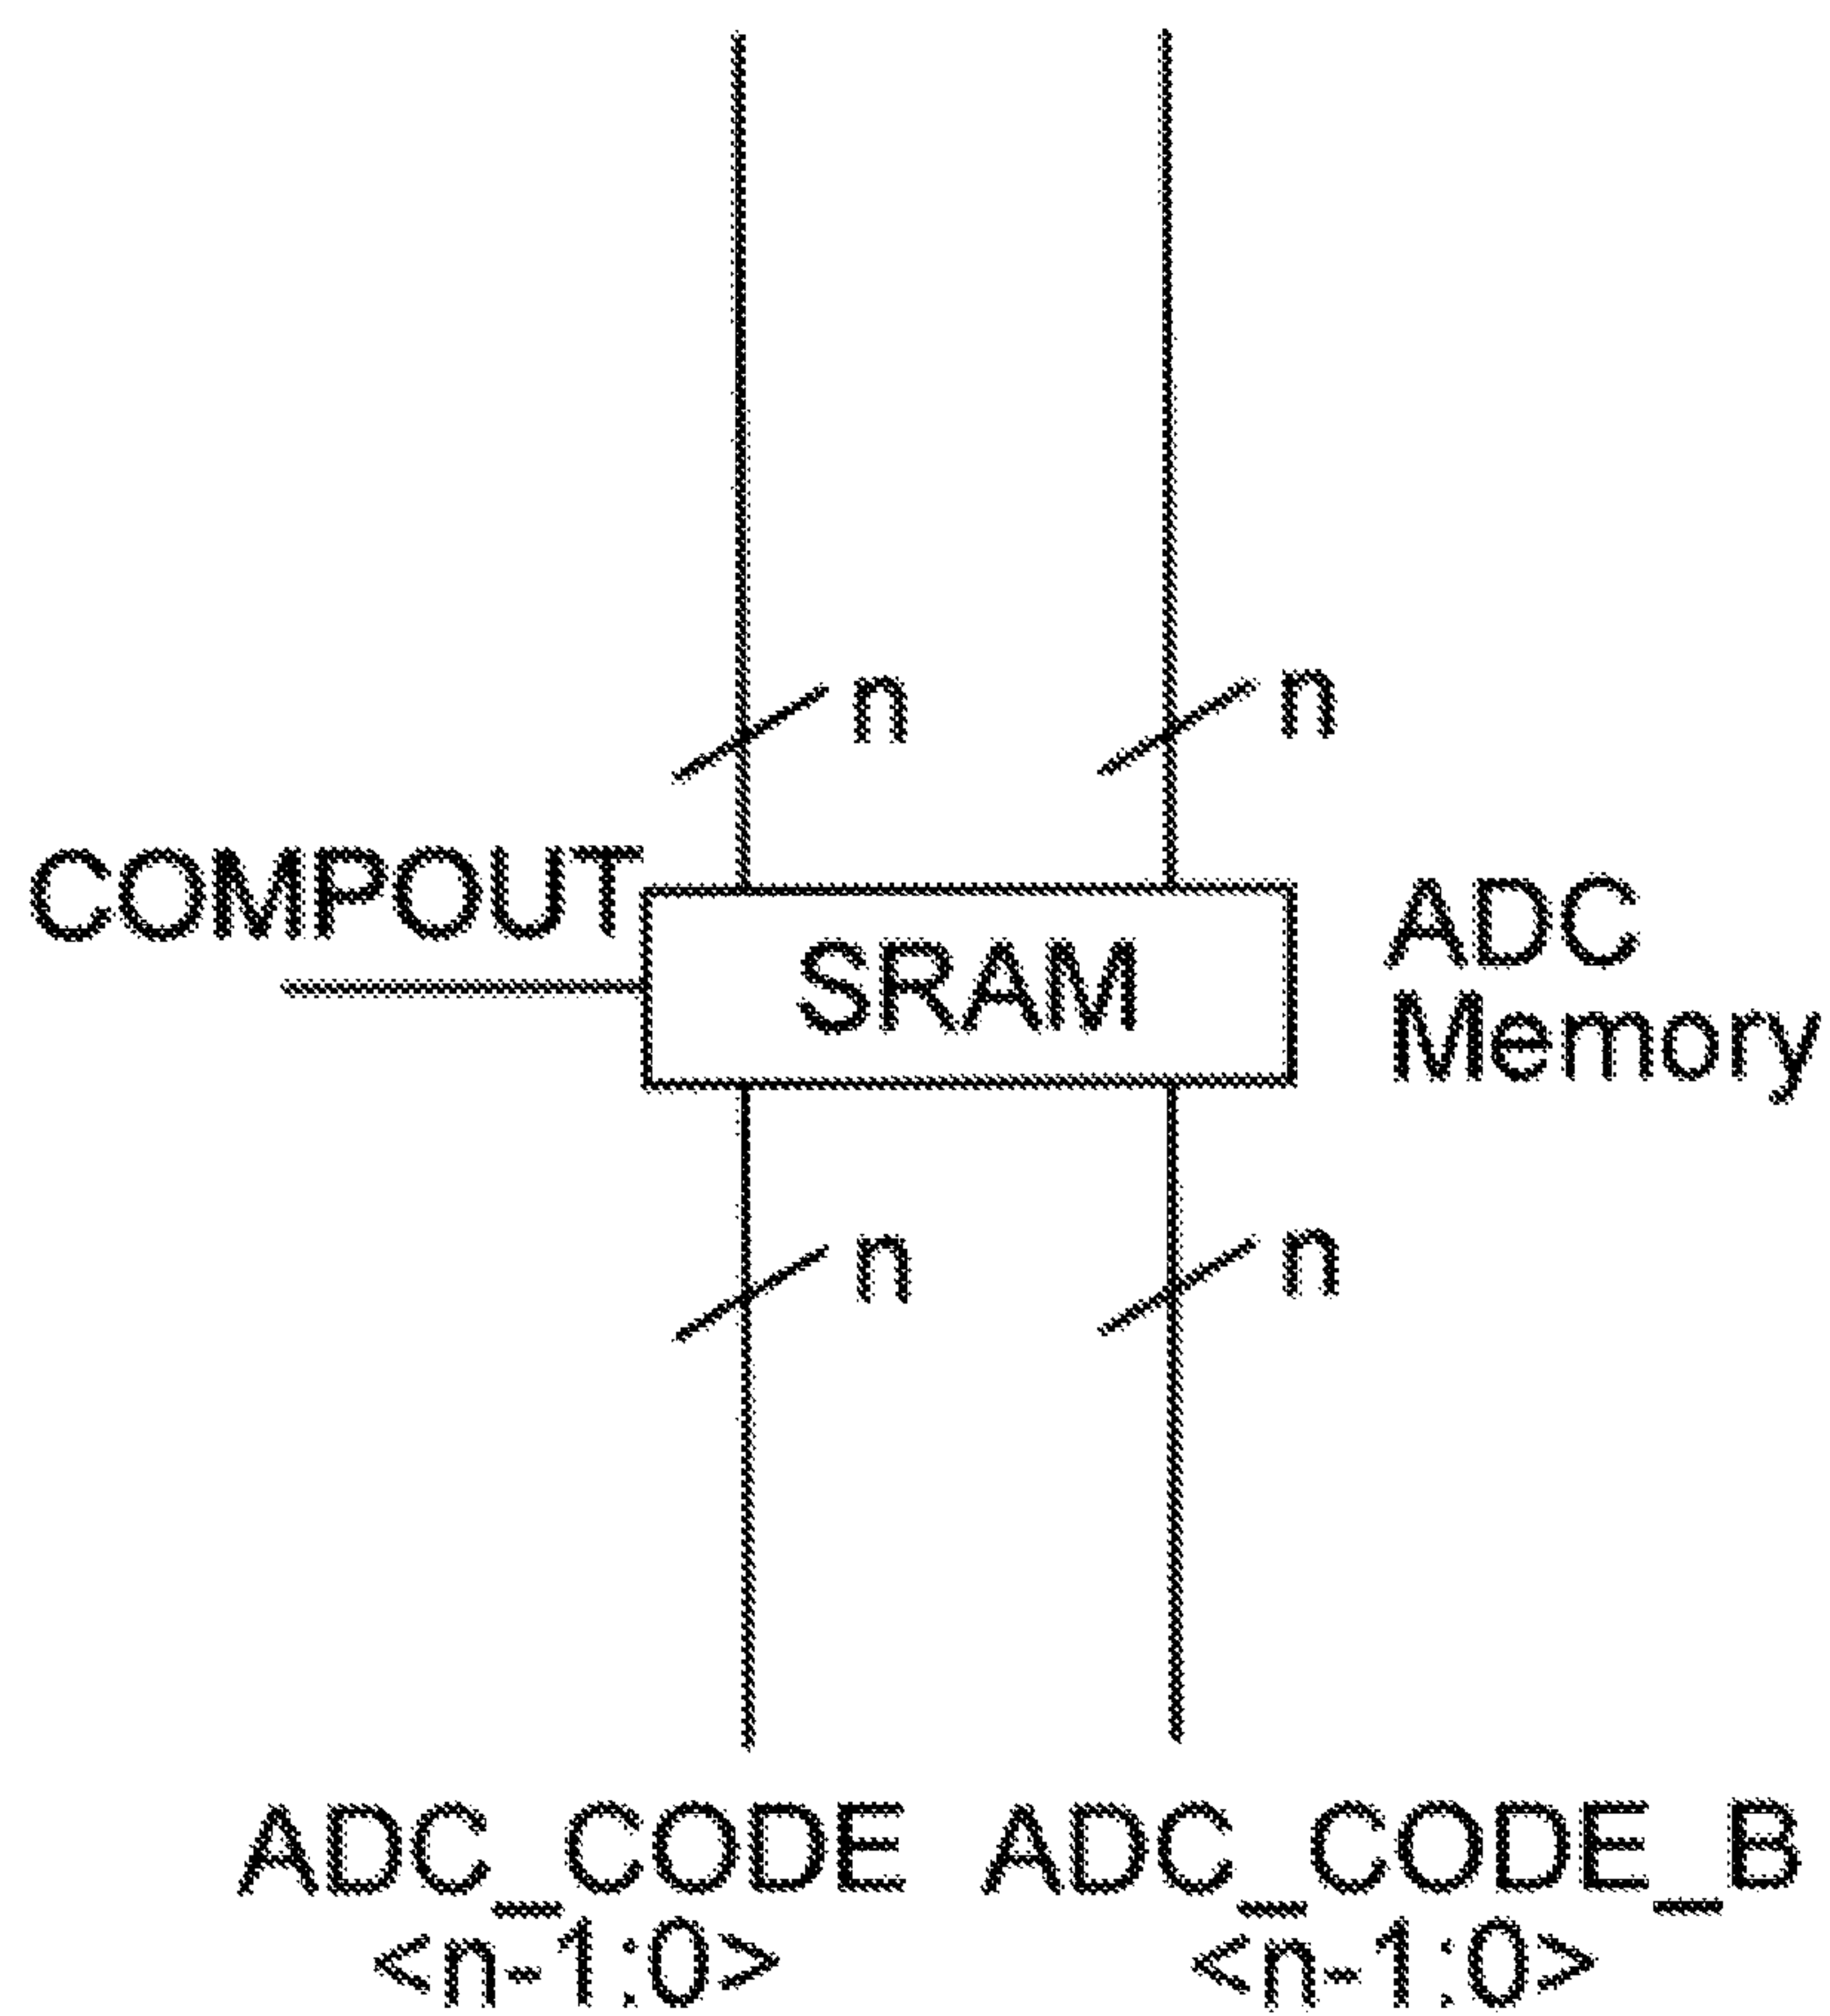 n n
COMPOUT
SRAM
ADC
Memory
n n
ADC_CODE ADC_CODE_B
<n-1:0> <n-1:0>